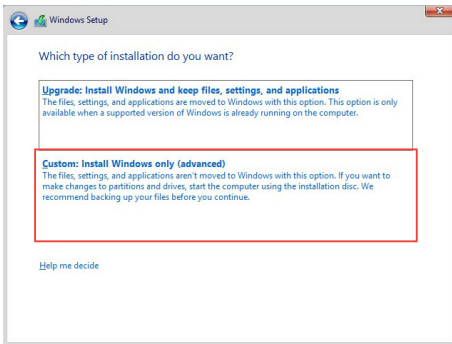 Windows Setup
Which type of installation do you want?
Upgrade: Install Windows and keep files, settings, and applications
The files, settings, and applications are moved to Windows with this option. This option is only
available when a supported version of Windows is already running on the computer.
Custom: Install Windows only (advanced)
The files, settings, and applications aren't moved to Windows with this option. If you want to
make changes to partitions and drives, start the computer using the installation disc. We
recommend backing up your files before you continue.
Help me decide